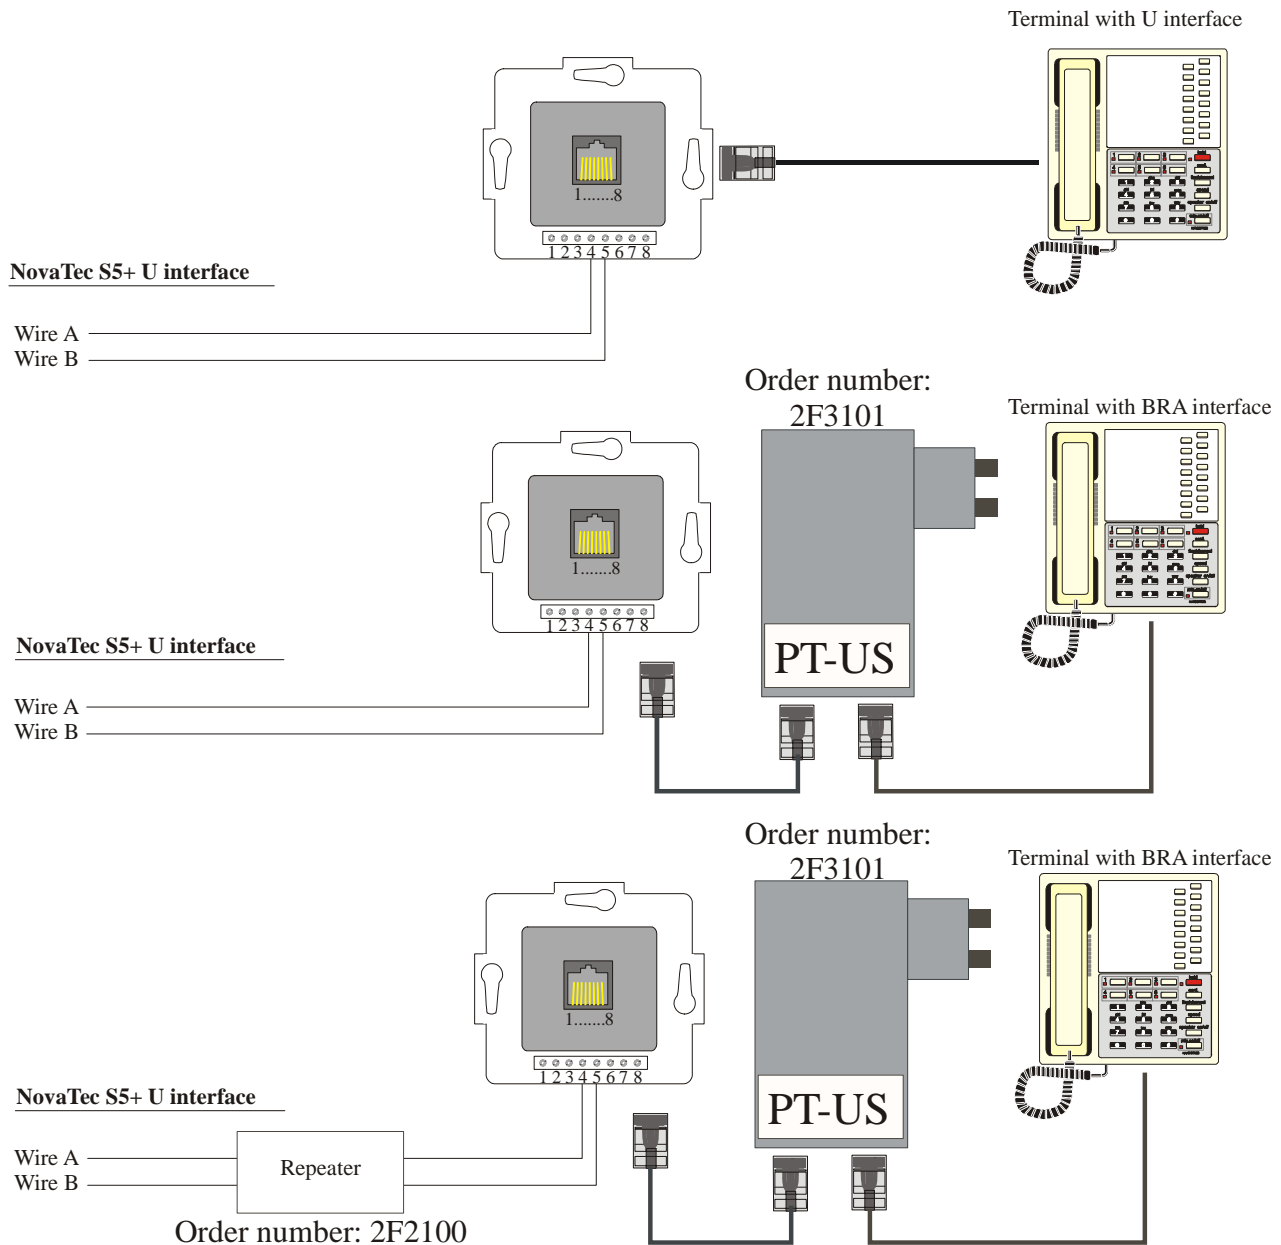 Terminal with U interface
1.......8
1 2 3 4 5 6 7 8
NovaTec S5+ U interface
Wire A
Wire B
Order number:
2F3101
Terminal with BRA interface
1.......8
1 2 3 4 5 6 7 8
PT-US
NovaTec S5+ U interface
Wire A
Wire B
Order number:
2F3101
Terminal with BRA interface
1.......8
1 2 3 4 5 6 7 8
PT-US
NovaTec S5+ U interface
Wire A
Wire B
Repeater
Order number: 2F2100